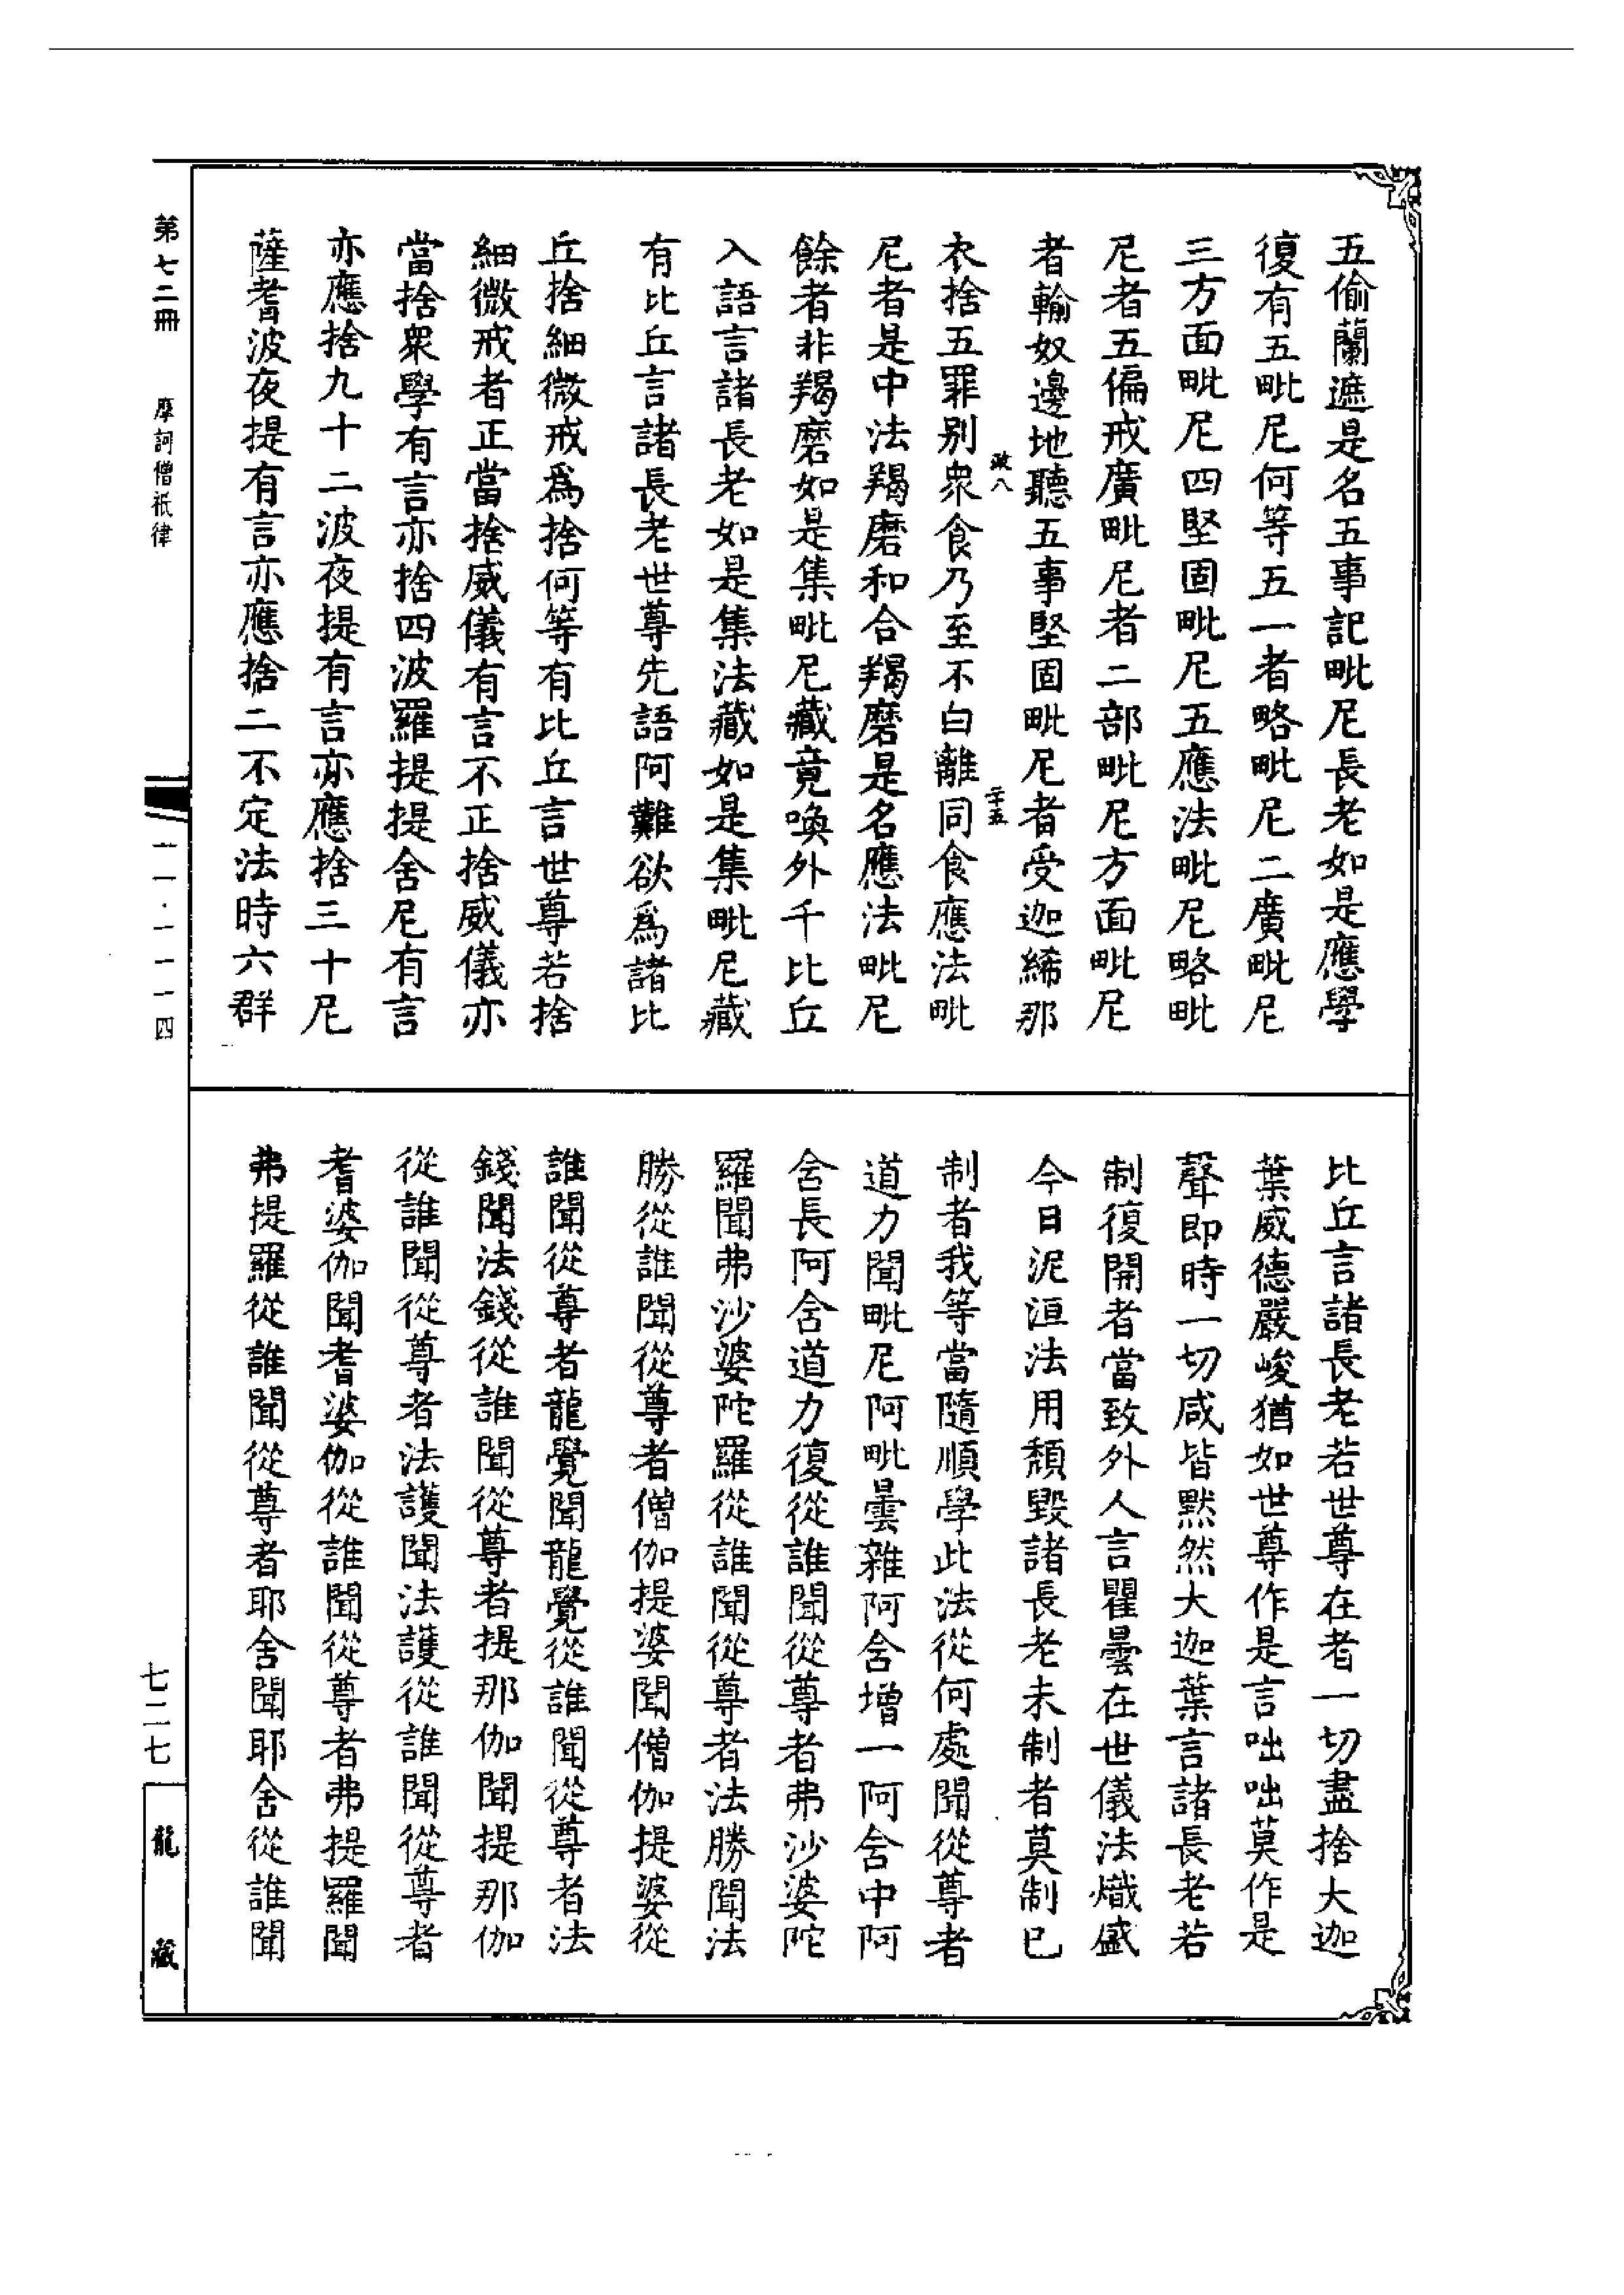 五偷蘭遮是名五事記毗尼長老如是應學
復有五毗尼何等五一者略毗尼二廣毗尼
三方面毗尼四堅固毗尼五應法毗尼略毗
尼者五偏戒廣毗尼者二部毗尼方面毗尼
者輸奴邊地聽五事堅固毗尼者受迦絺那
政八
二十五
衣捨五罪別衆食乃至不白離同食應法毗
尼者是中法羯磨和合羯磨是名應法毗尼
餘者非羯磨如是集毗尼藏竟喚外千比丘
入語言諸長老如是集法藏如是集毗尼藏
有比丘言諸長老世尊先語阿難欲爲諸比
丘捨細微戒爲捨何等有比丘言世尊若捨
細微戒者正當捨威儀有言不正捨威儀亦
當捨衆學有言亦捨四波羅提提舍尼有言
亦應捨九十二波夜提有言亦應捨三十尼
薩耆波夜提有言亦應捨二不定法時六群
比丘言諸長老若世尊在者一切盡捨大迦
葉威德嚴峻猶如世尊作是言咄咄莫作是
聲即時一切咸皆默然大迦葉言諸長老若
制復開者當致外人言瞿曇在世儀法熾盛
今日泥洹法用頹毀諸長老未制者莫制已
制者我等當隨順學此法從何處聞從尊者
道力聞毗尼阿毗曇雜阿含增一阿含中阿
含長阿含道力復從誰聞從尊者弗沙婆陀
羅聞弗沙婆陀羅從誰聞從尊者法勝聞法
勝從誰聞從尊者僧伽提婆聞僧伽提婆從
誰聞從尊者龍覺聞龍覺從誰聞從尊者法
錢聞法錢從誰聞從尊者提那伽聞提那伽
從誰聞從尊者法護聞法護從誰聞從尊者
耆婆伽聞耆婆伽從誰聞從尊者弗提羅聞
弗提羅從誰聞從尊者耶舍聞耶舍從誰聞
第七二冊 摩訶僧祇律
一一·一一一四
七二七
龍藏